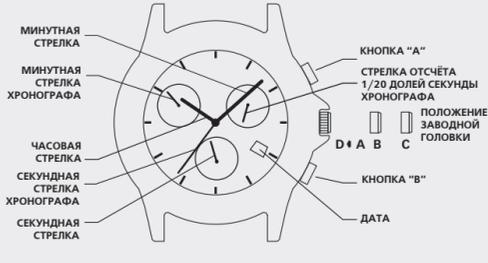 МИНУТНАЯ
СТРЕЛКА
МИНУТНАЯ
СТРЕЛКА
ХРОНОГРАФА
ЧАСОВАЯ
СТРЕЛКА
СЕКУНДНАЯ
СТРЕЛКА
ХРОНОГРАФА
СЕКУНДНАЯ
СТРЕЛКА
КНОПКА "А"
СТРЕЛКА ОТСЧЁТА
1/20 ДОЛЕЙ СЕКУНДЫ
ХРОНОГРАФА
ПОЛОЖЕНИЕ
ЗАВОДНОЙ
ГОЛОВКИ
D A B C
КНОПКА "В"
ДАТА